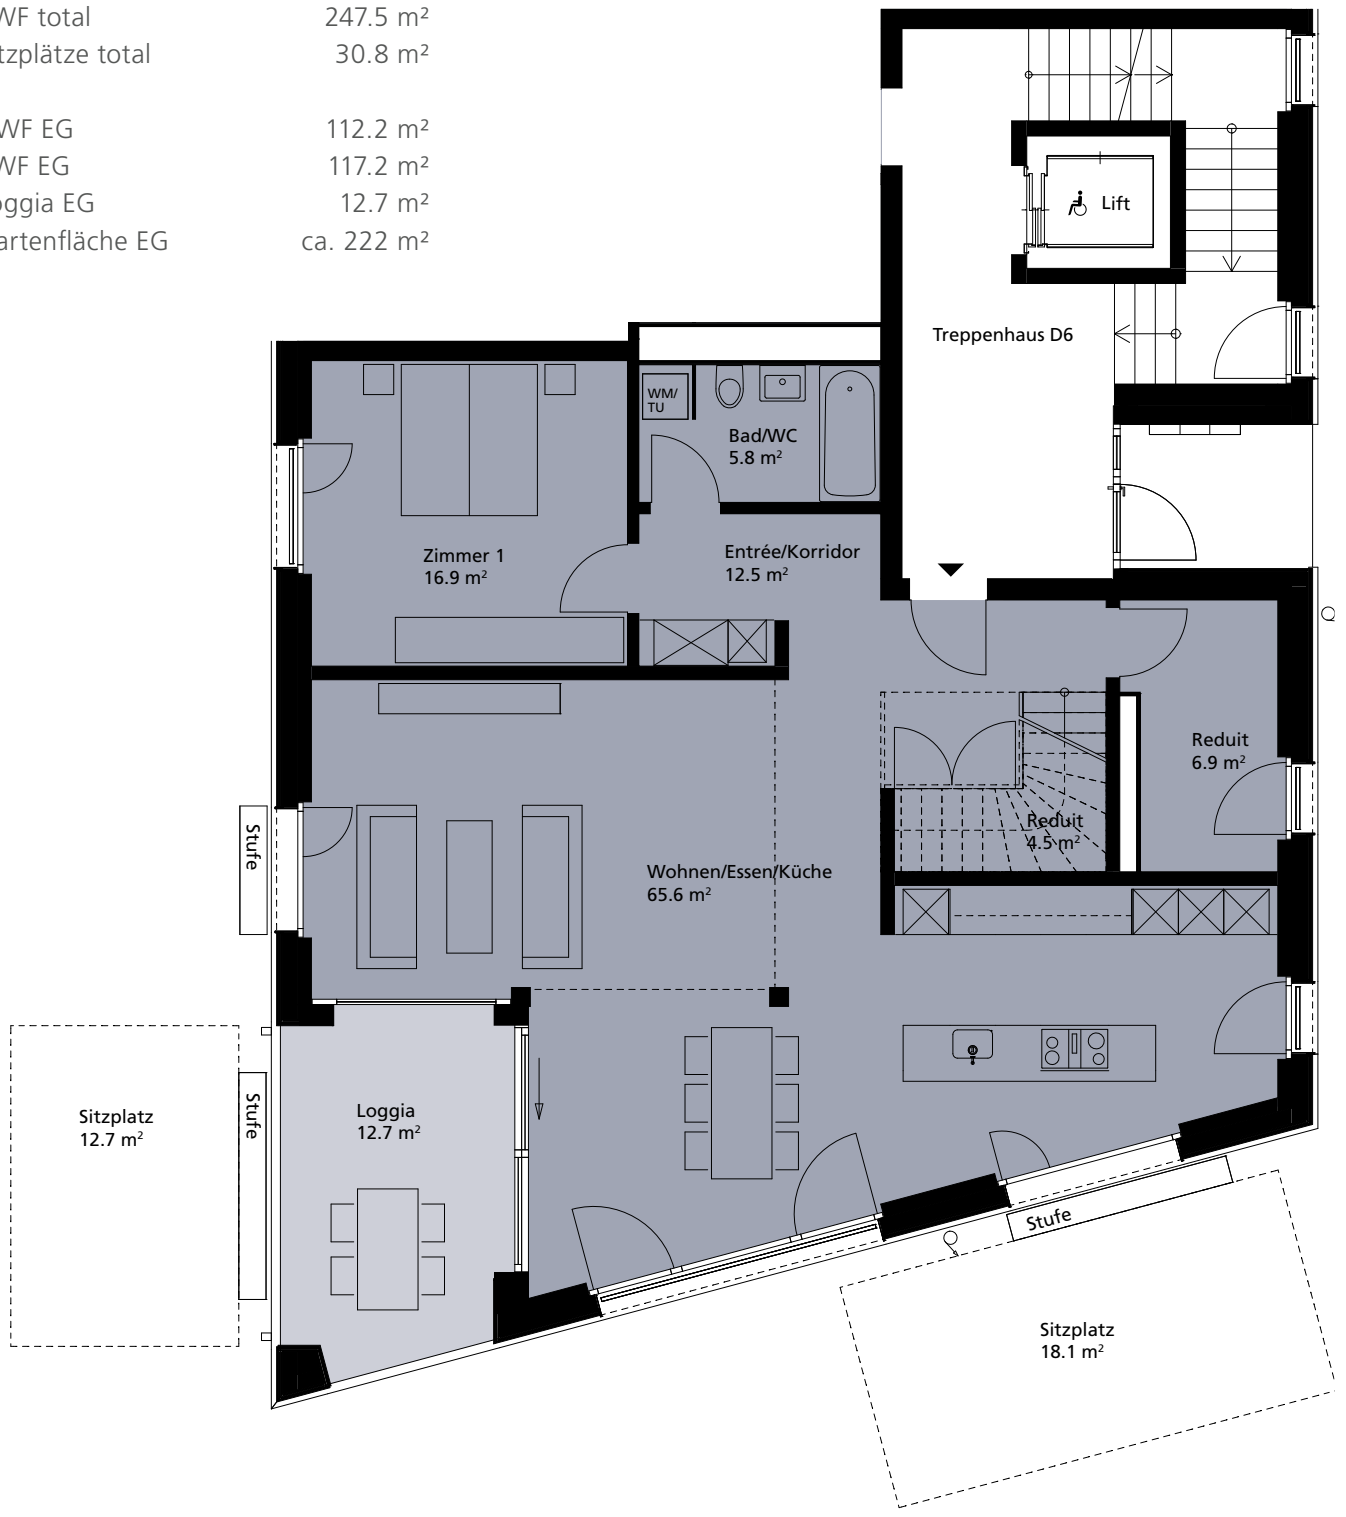 WF total 247.5 m²
tzplätze total 30.8 m²
WF EG 112.2 m²
WF EG 117.2 m²
oggia EG 12.7 m²
artenfläche EG ca. 222 m²
Lift
Treppenhaus D6
WM/
TU
Bad/WC
5.8 m²
Zimmer 1
16.9 m²
Entrée/Korridor
12.5 m²
Reduit
6.9 m²
Reduit
4.5 m²
Stufe
Wohnen/Essen/Küche
65.6 m²
Sitzplatz
12.7 m²
Stufe
Loggia
12.7 m²
Stufe
Sitzplatz
18.1 m²